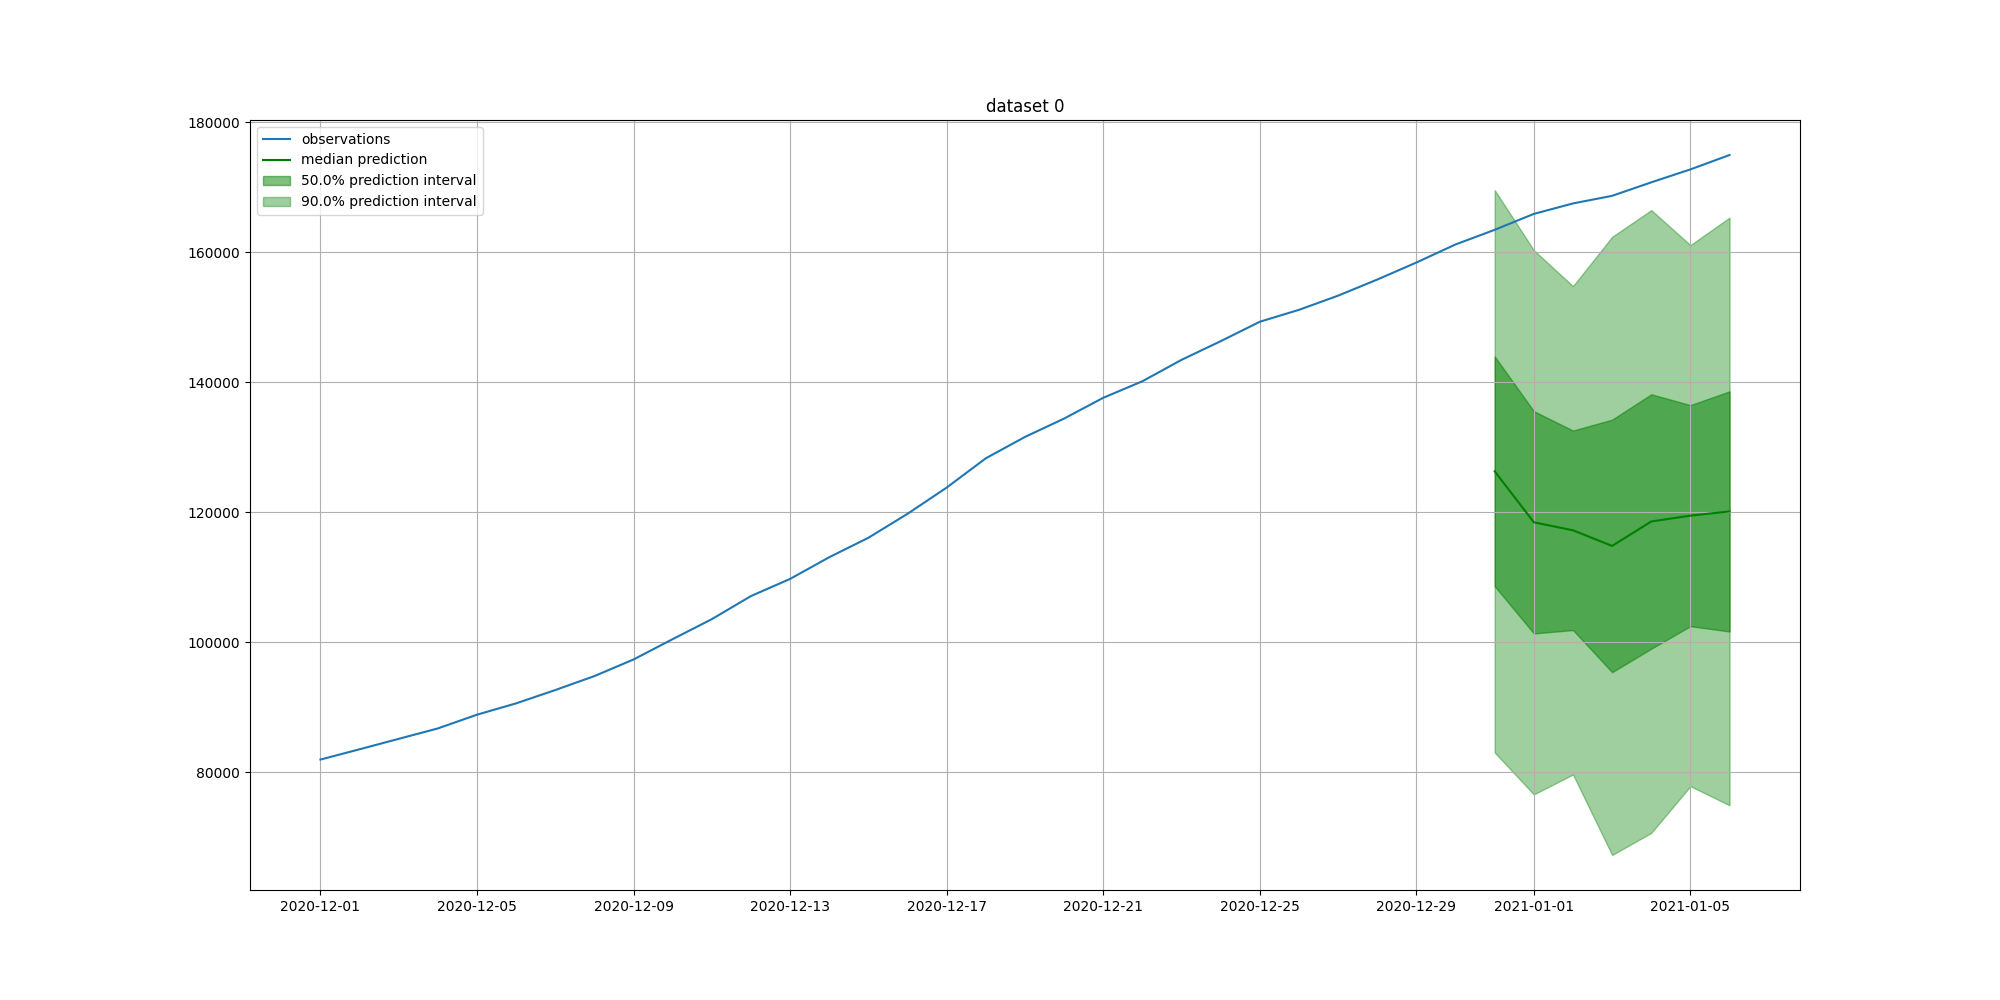 dataset 0
180000
160000
140000
120000
100000
80000
observations
median prediction
50.0% prediction interval
90.0% prediction interval
2020-12-01 2020-12-05 2020-12-09 2020-12-13 2020-12-17 2020-12-21 2020-12-25 2020-12-29 2021-01-01 2021-01-05